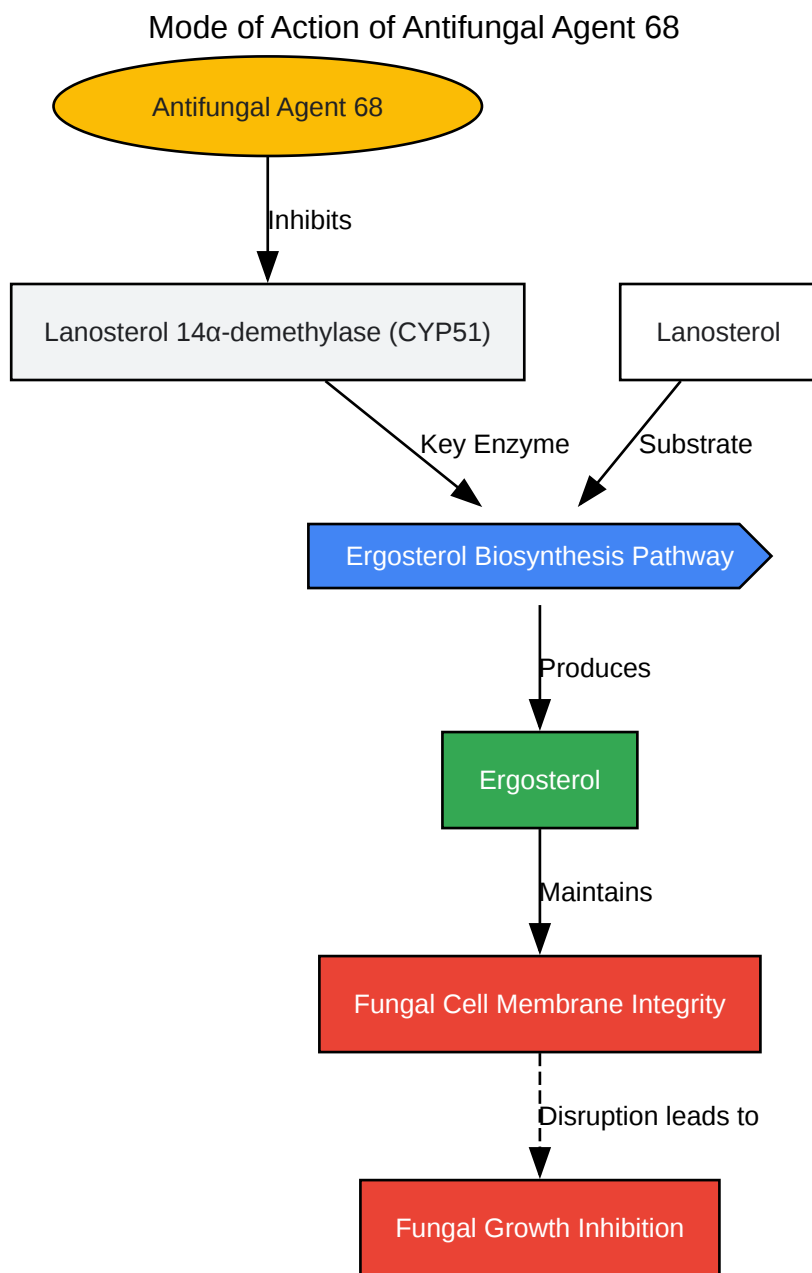 Mode of Action of Antifungal Agent 68
Antifungal Agent 68
Inhibits
Lanosterol 14α-demethylase (CYP51)
Lanosterol
Key Enzyme
Substrate
Ergosterol Biosynthesis Pathway
Produces
Ergosterol
Maintains
Fungal Cell Membrane Integrity
Disruption leads to
Fungal Growth Inhibition